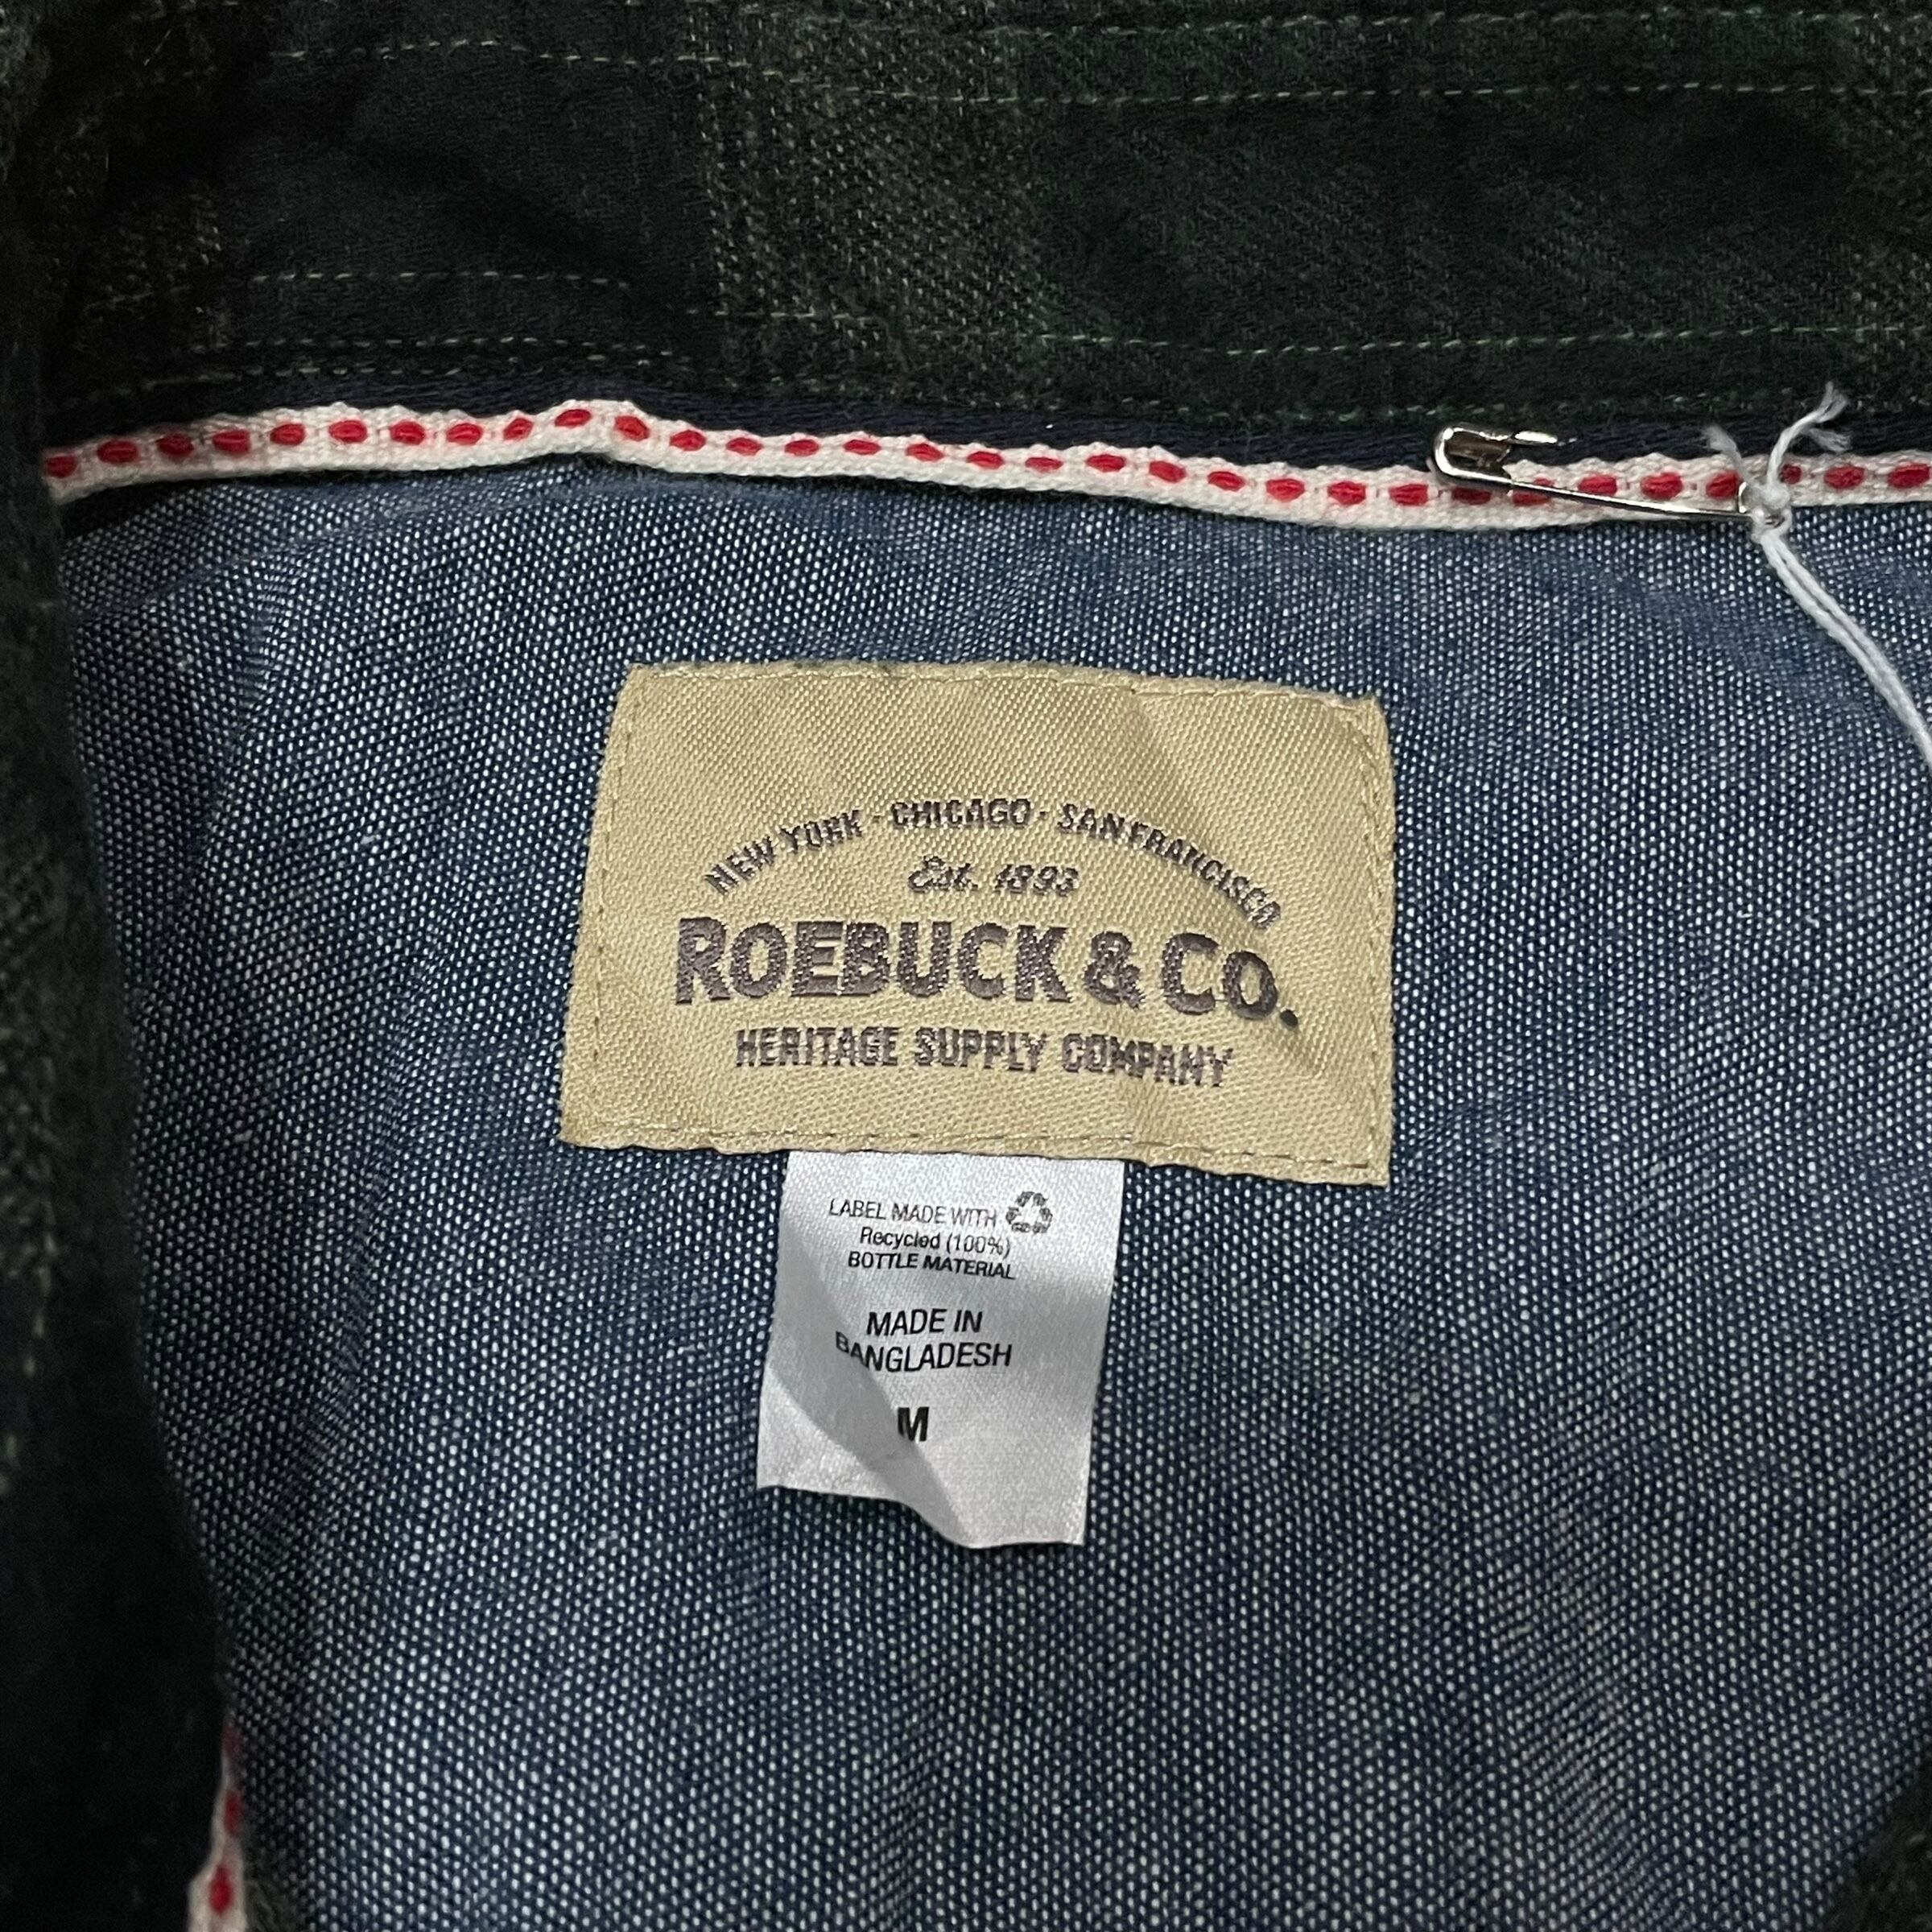 NEW YORK · CHICAGO · SAN FRANCISCO
Est. 1893
ROEBUCK & CO.
HERITAGE SUPPLY COMPANY
LABEL MADE WITH
Recycled (100%)
BOTTLE MATERIAL
MADE IN
BANGLADESH
M